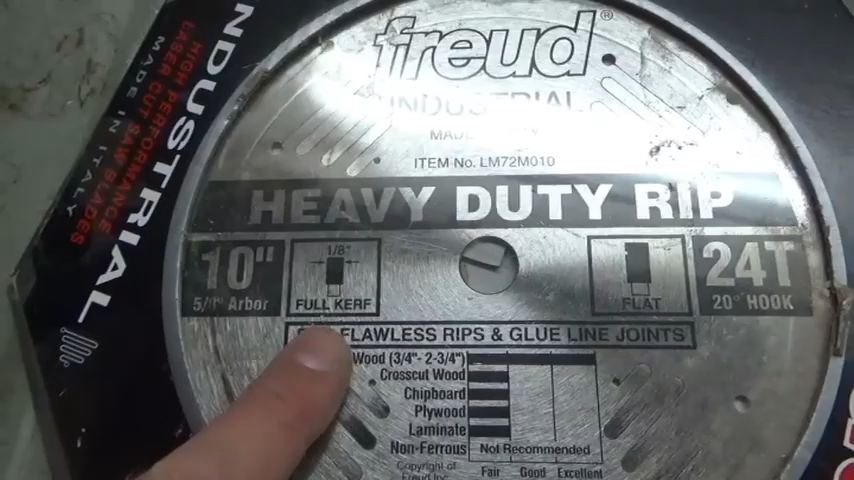 INDUSTRIAL
HIGH PERFORMANCE
LASER CUT SAW BLADES
MADE IN ITALY
freud®
INDUSTRIAL
MADE
ITEM No. LM72M010
HEAVY DUTY RIP
10"
5/8" Arbor
1/8"
FULL KERF
FLAT
24T
20° HOOK
FLAWLESS RIPS & GLUE LINE JOINTS
Wood (3/4"- 2-3/4")
Crosscut Wood
Chipboard
Plywood
Laminate
Non-Ferrous
Not Recommended
Fair Good Excellent
Copyright of
Freud Inc.